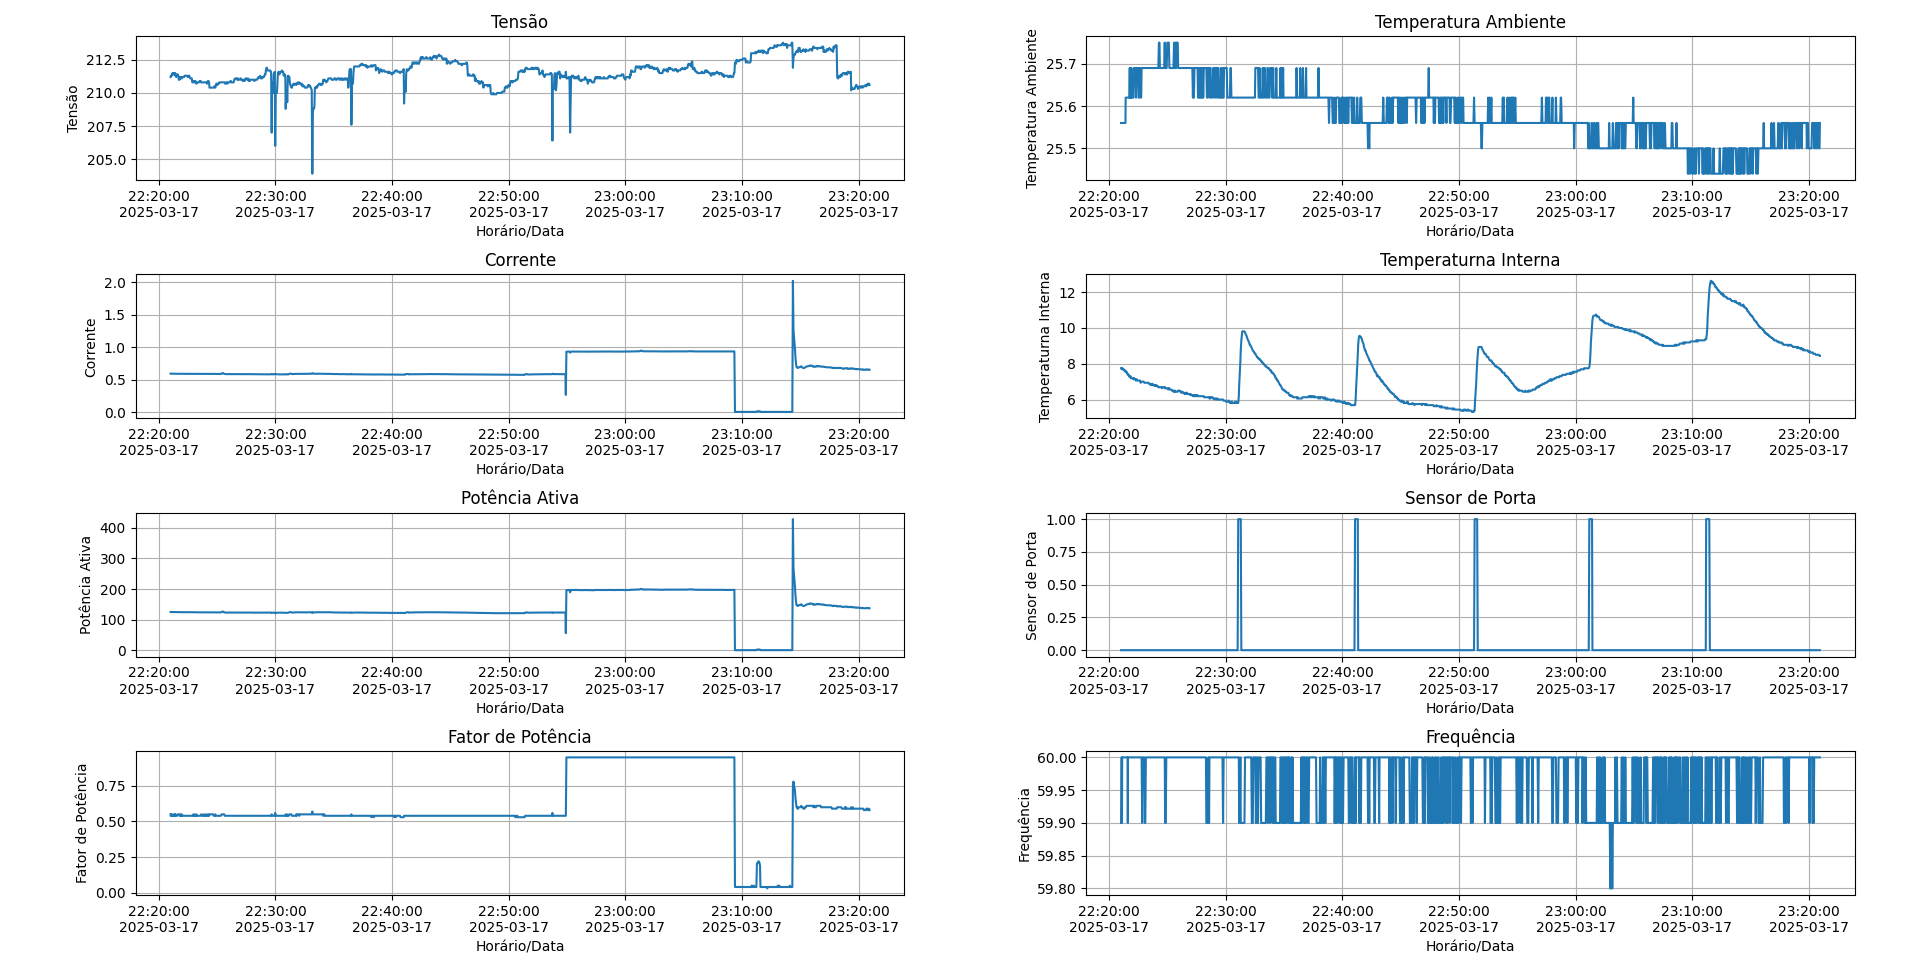 Tensão
Tensão
212.5
210.0
207.5
205.0
22:20:00 22:30:00 22:40:00 22:50:00 23:00:00 23:10:00 23:20:00
2025-03-17 2025-03-17 2025-03-17 2025-03-17 2025-03-17 2025-03-17 2025-03-17
Horário/Data
Temperatura Ambiente
Temperatura Ambiente
25.7
25.6
25.5
22:20:00 22:30:00 22:40:00 22:50:00 23:00:00 23:10:00 23:20:00
2025-03-17 2025-03-17 2025-03-17 2025-03-17 2025-03-17 2025-03-17 2025-03-17
Horário/Data
Corrente
Corrente
2.0
1.5
1.0
0.5
0.0
22:20:00 22:30:00 22:40:00 22:50:00 23:00:00 23:10:00 23:20:00
2025-03-17 2025-03-17 2025-03-17 2025-03-17 2025-03-17 2025-03-17 2025-03-17
Horário/Data
Temperaturna Interna
Temperaturna Interna
12
10
8
6
22:20:00 22:30:00 22:40:00 22:50:00 23:00:00 23:10:00 23:20:00
2025-03-17 2025-03-17 2025-03-17 2025-03-17 2025-03-17 2025-03-17 2025-03-17
Horário/Data
Potência Ativa
Potência Ativa
400
300
200
100
0
22:20:00 22:30:00 22:40:00 22:50:00 23:00:00 23:10:00 23:20:00
2025-03-17 2025-03-17 2025-03-17 2025-03-17 2025-03-17 2025-03-17 2025-03-17
Horário/Data
Sensor de Porta
Sensor de Porta
1.00
0.75
0.50
0.25
0.00
22:20:00 22:30:00 22:40:00 22:50:00 23:00:00 23:10:00 23:20:00
2025-03-17 2025-03-17 2025-03-17 2025-03-17 2025-03-17 2025-03-17 2025-03-17
Horário/Data
Fator de Potência
Fator de Potência
0.75
0.50
0.25
0.00
22:20:00 22:30:00 22:40:00 22:50:00 23:00:00 23:10:00 23:20:00
2025-03-17 2025-03-17 2025-03-17 2025-03-17 2025-03-17 2025-03-17 2025-03-17
Horário/Data
Frequência
Frequência
60.00
59.95
59.90
59.85
59.80
22:20:00 22:30:00 22:40:00 22:50:00 23:00:00 23:10:00 23:20:00
2025-03-17 2025-03-17 2025-03-17 2025-03-17 2025-03-17 2025-03-17 2025-03-17
Horário/Data